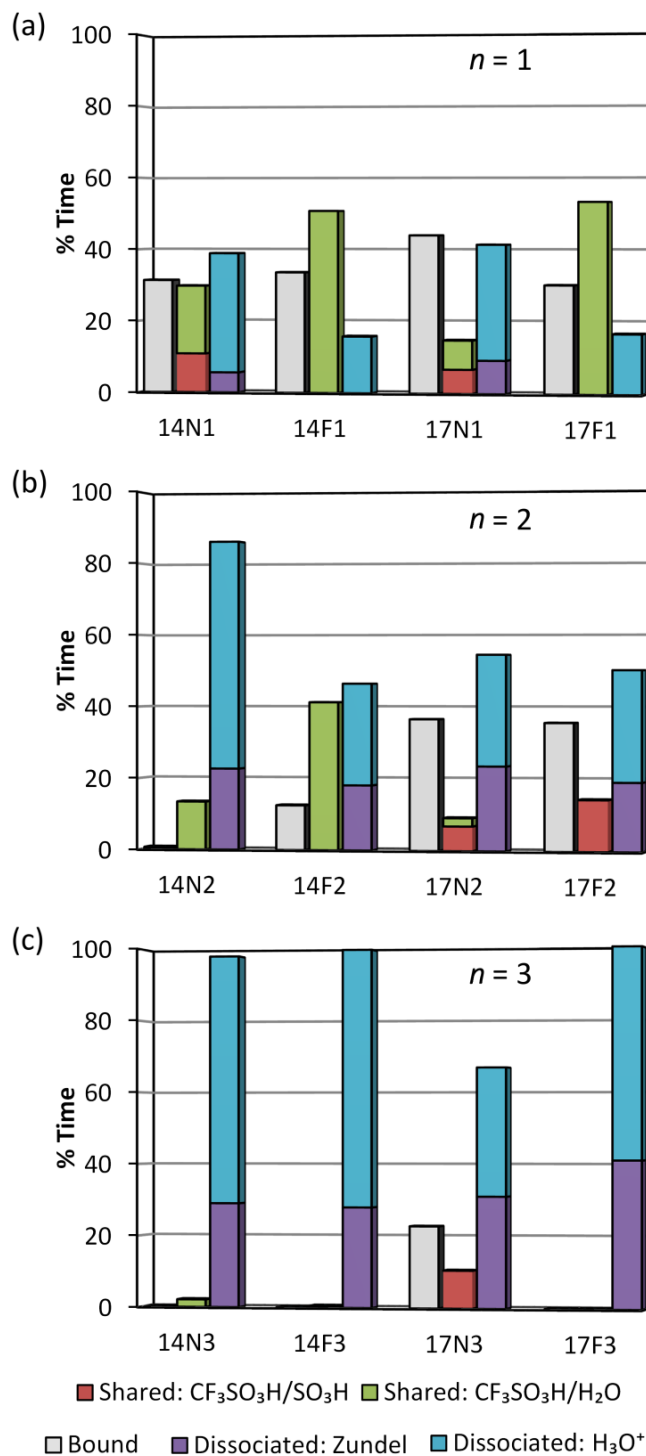 (a)
100
80
60
40
20
0
% Time
n = 1
14N1 14F1 17N1 17F1
(b)
100
80
60
40
20
0
% Time
n = 2
14N2 14F2 17N2 17F2
(c)
100
80
60
40
20
0
% Time
n = 3
14N3 14F3 17N3 17F3
Shared: CF₃SO₃H/SO₃H Shared: CF₃SO₃H/H₂O
Bound Dissociated: Zundel Dissociated: H₃O⁺